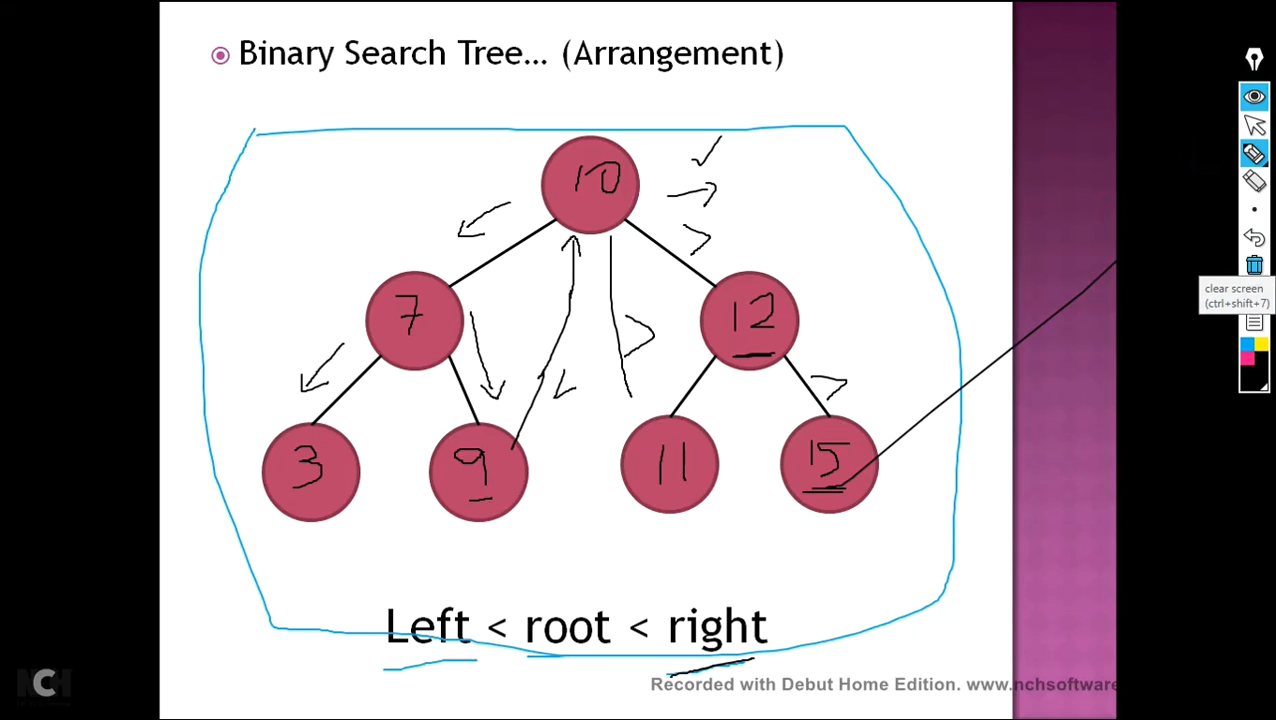 Binary Search Tree... (Arrangement)
10
7
12
3
9
11
15
Left < root < right
clear screen
(ctrl+shift+7)
NCH
Recorded with Debut Home Edition. www.nchsoftware